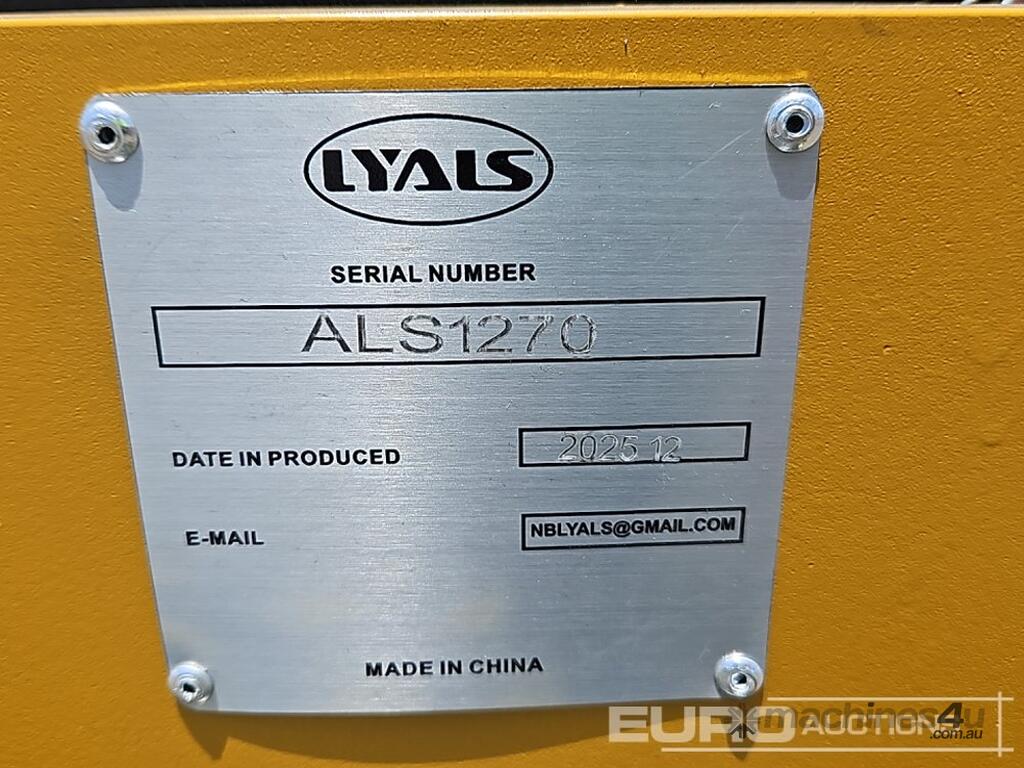 LYALS
SERIAL NUMBER
ALS1270
DATE IN PRODUCED 2025 12
E-MAIL NBLYALS@GMAIL.COM
MADE IN CHINA
EURO AUCTIONS
machines4u
.com.au